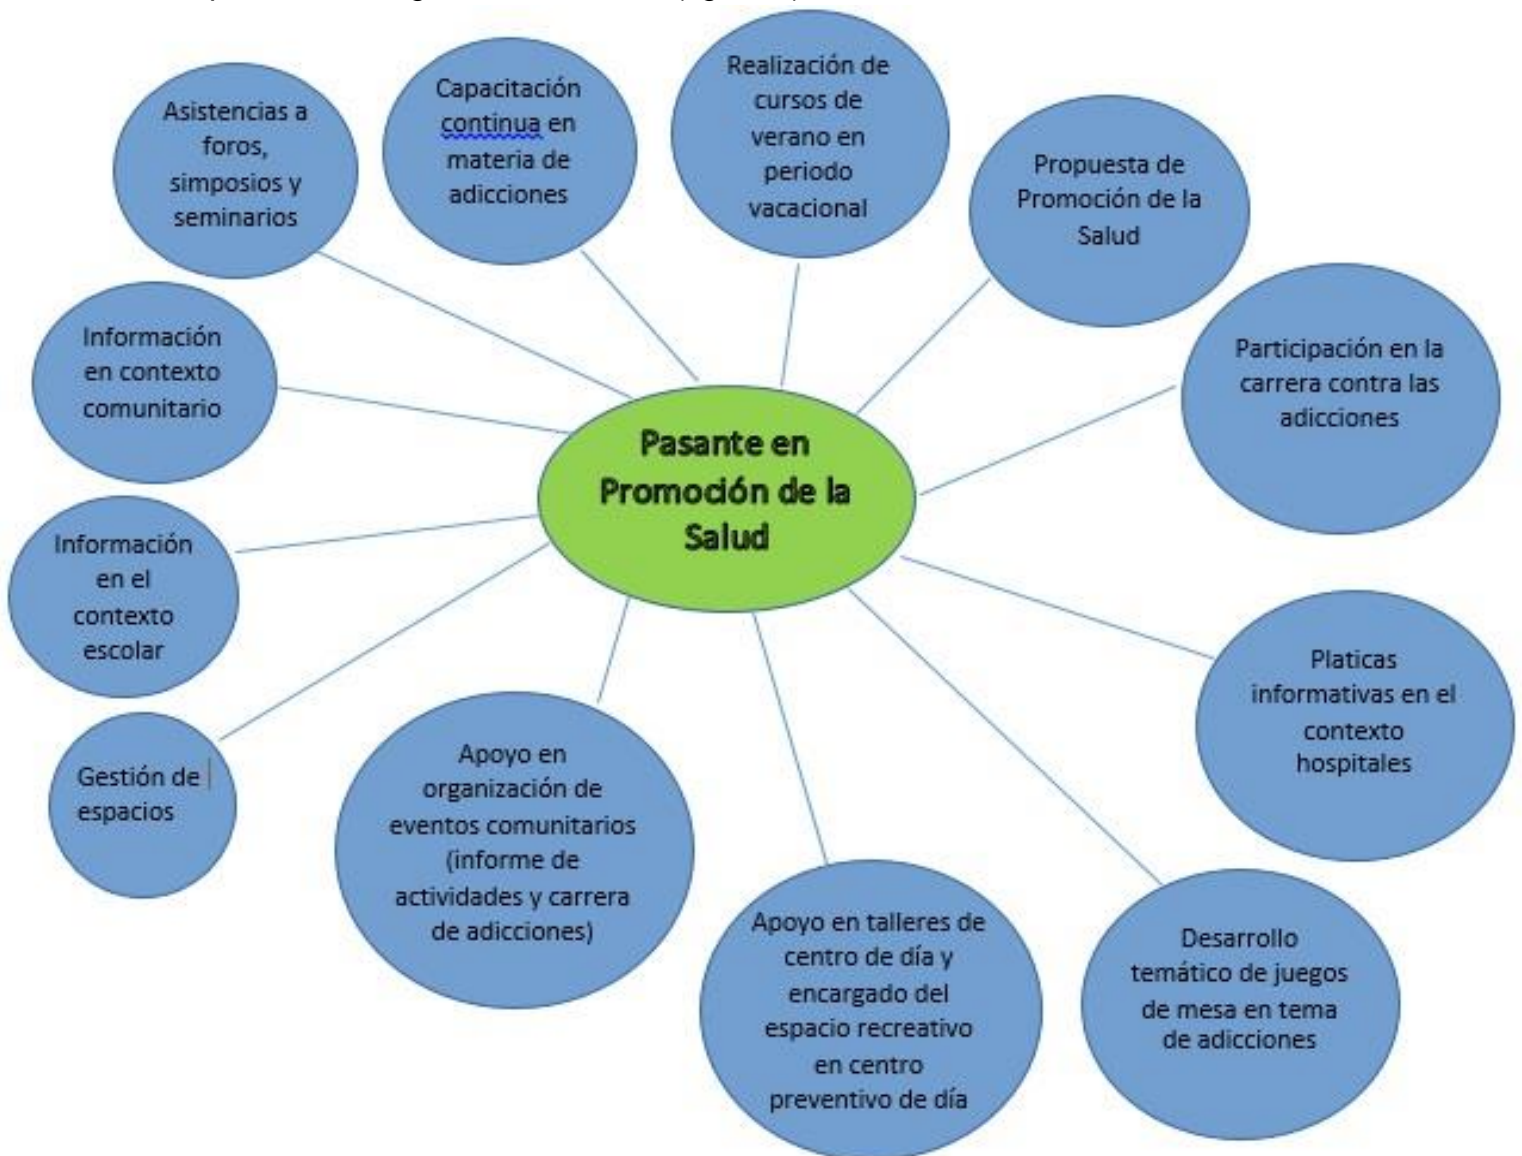 Asistencias a
foros,
simposios y
seminarios
Capacitación
continua en
materia de
adicciones
Realización de
cursos de
verano en
periodo
vacacional
Propuesta de
Promoción de la
Salud
Participación en la
carrera contra las
adicciones
Información
en contexto
comunitario
Pasante en
Promoción de la
Salud
Información
en el
contexto
escolar
Platicas
informativas en el
contexto
hospitales
Gestión de
espacios
Apoyo en
organización de
eventos comunitarios
(informe de
actividades y carrera
de adicciones)
Apoyo en talleres de
centro de día y
encargado del
espacio recreativo
en centro
preventivo de día
Desarrollo
temático de juegos
de mesa en tema
de adicciones